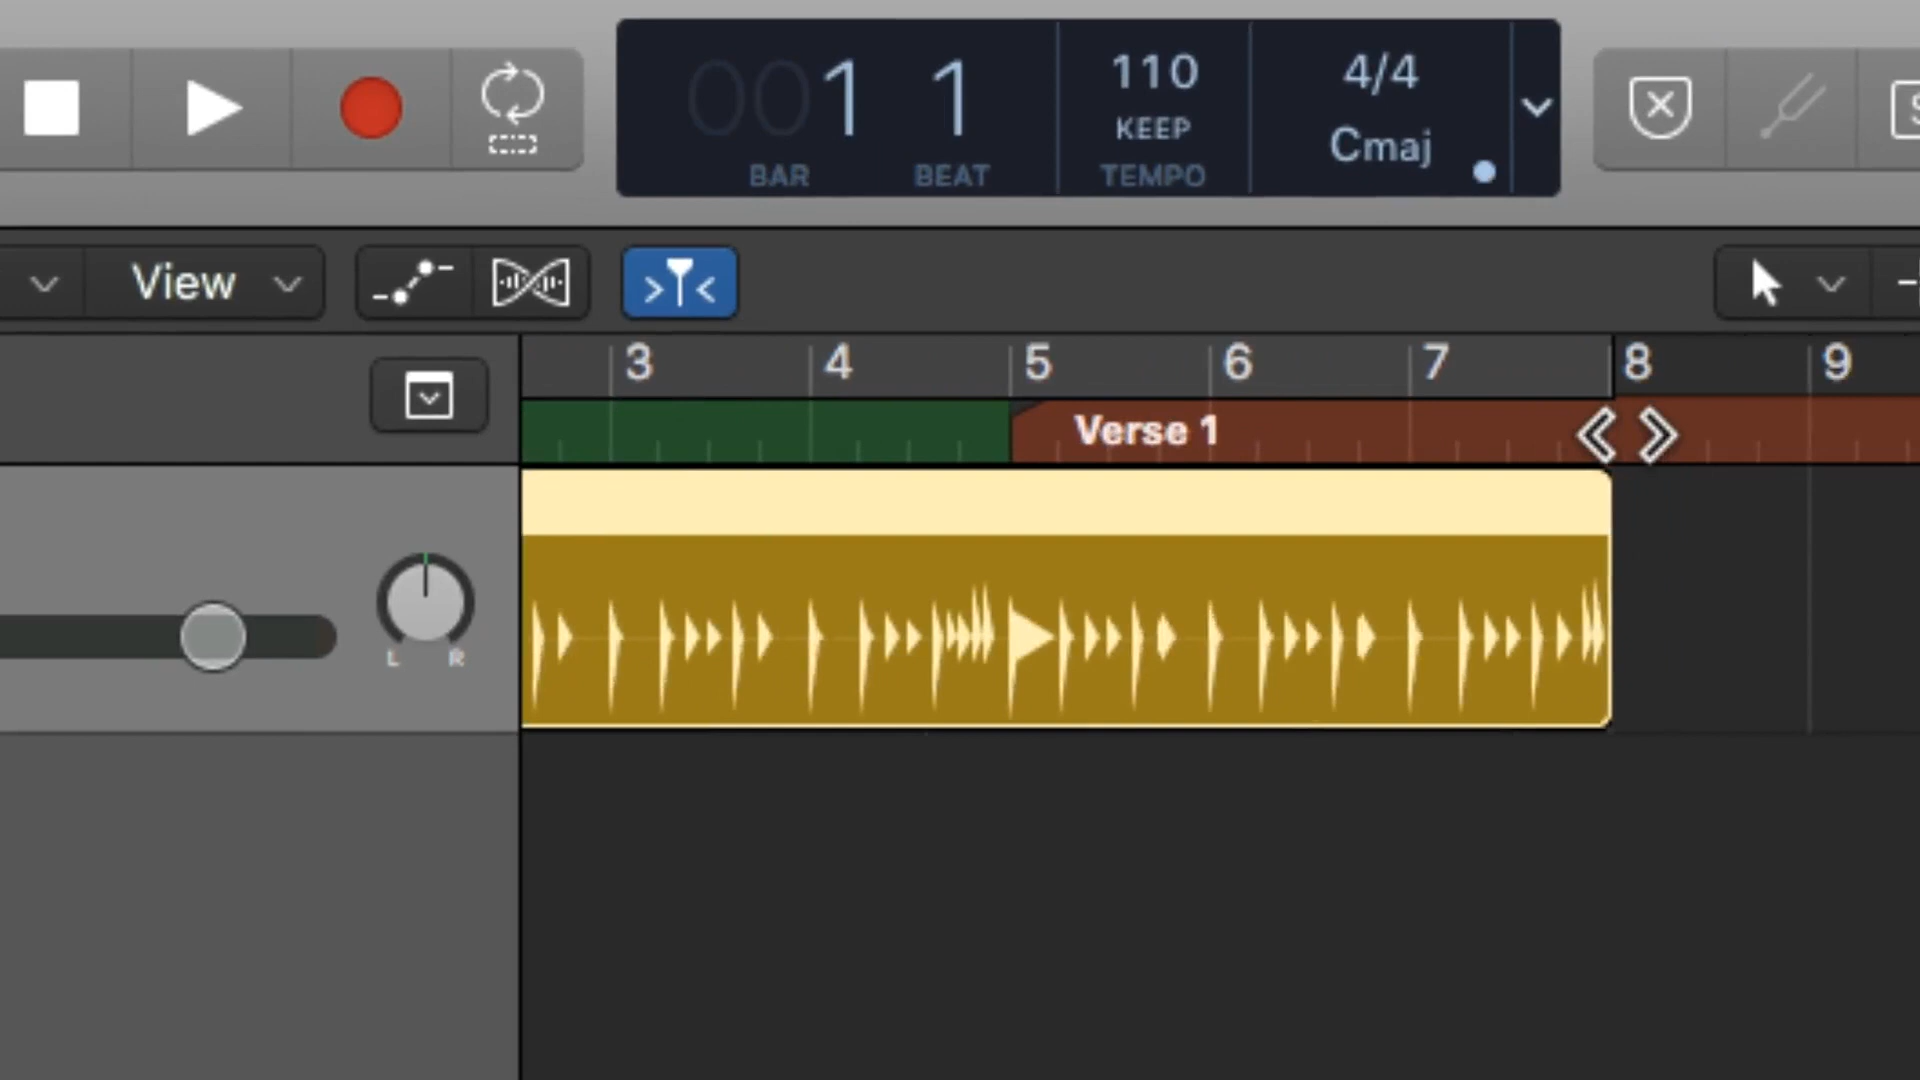 001 1 110 4/4
KEEP Cmaj
BAR BEAT TEMPO
View
3 4 5 6 7 8 9
Verse 1
L R